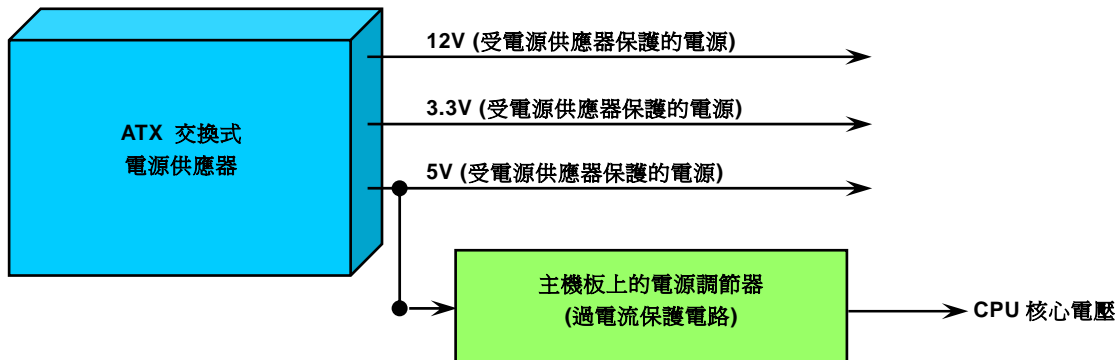 12V (受電源供應器保護的電源)
3.3V (受電源供應器保護的電源)
ATX 交換式
電源供應器
5V (受電源供應器保護的電源)
主機板上的電源調節器
(過電流保護電路)
CPU 核心電壓